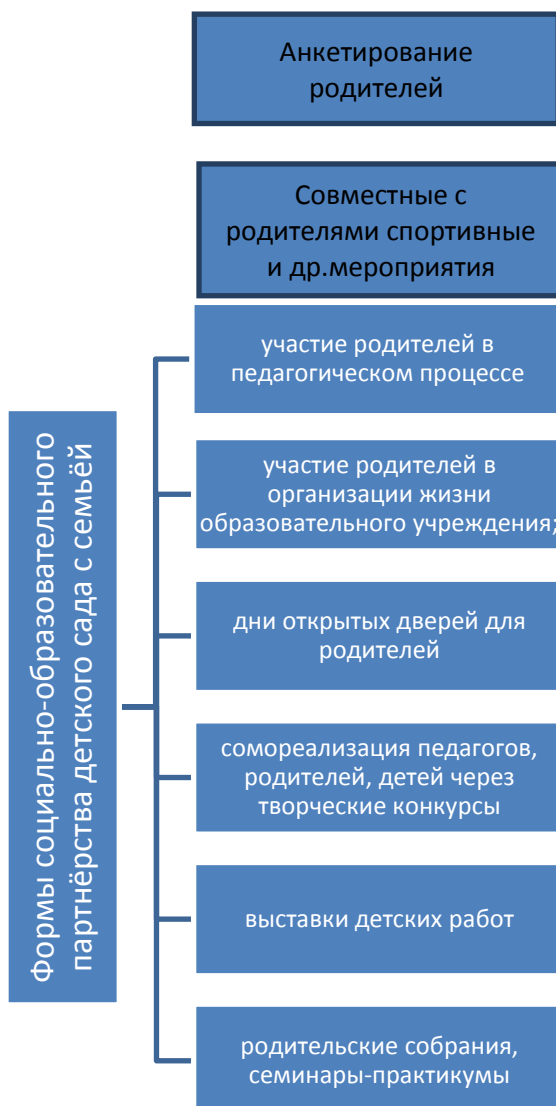 Анкетирование
родителей
Совместные с
родителями спортивные
и др.мероприятия
Формы социально-образовательного
партнёрства детского сада с семьёй
участие родителей в
педагогическом процессе
участие родителей в
организации жизни
образовательного учреждения;
дни открытых дверей для
родителей
сомореализация педагогов,
родителей, детей через
творческие конкурсы
выставки детских работ
родительские собрания,
семинары-практикумы